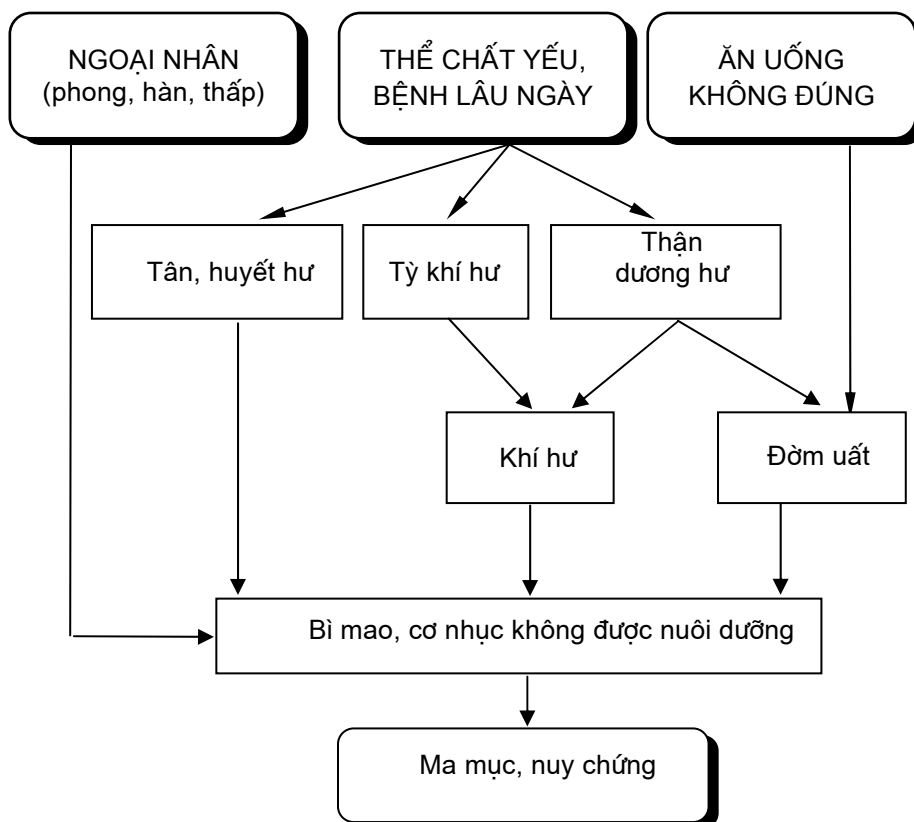 NGOẠI NHÂN
(phong, hàn, thấp)
THỂ CHẤT YẾU,
BỆNH LÂU NGÀY
ĂN UỐNG
KHÔNG ĐÚNG
Tân, huyết hư
Tỳ khí hư
Thận
dương hư
Khí hư
Đờm uất
Bì mao, cơ nhục không được nuôi dưỡng
Ma mục, nuy chứng